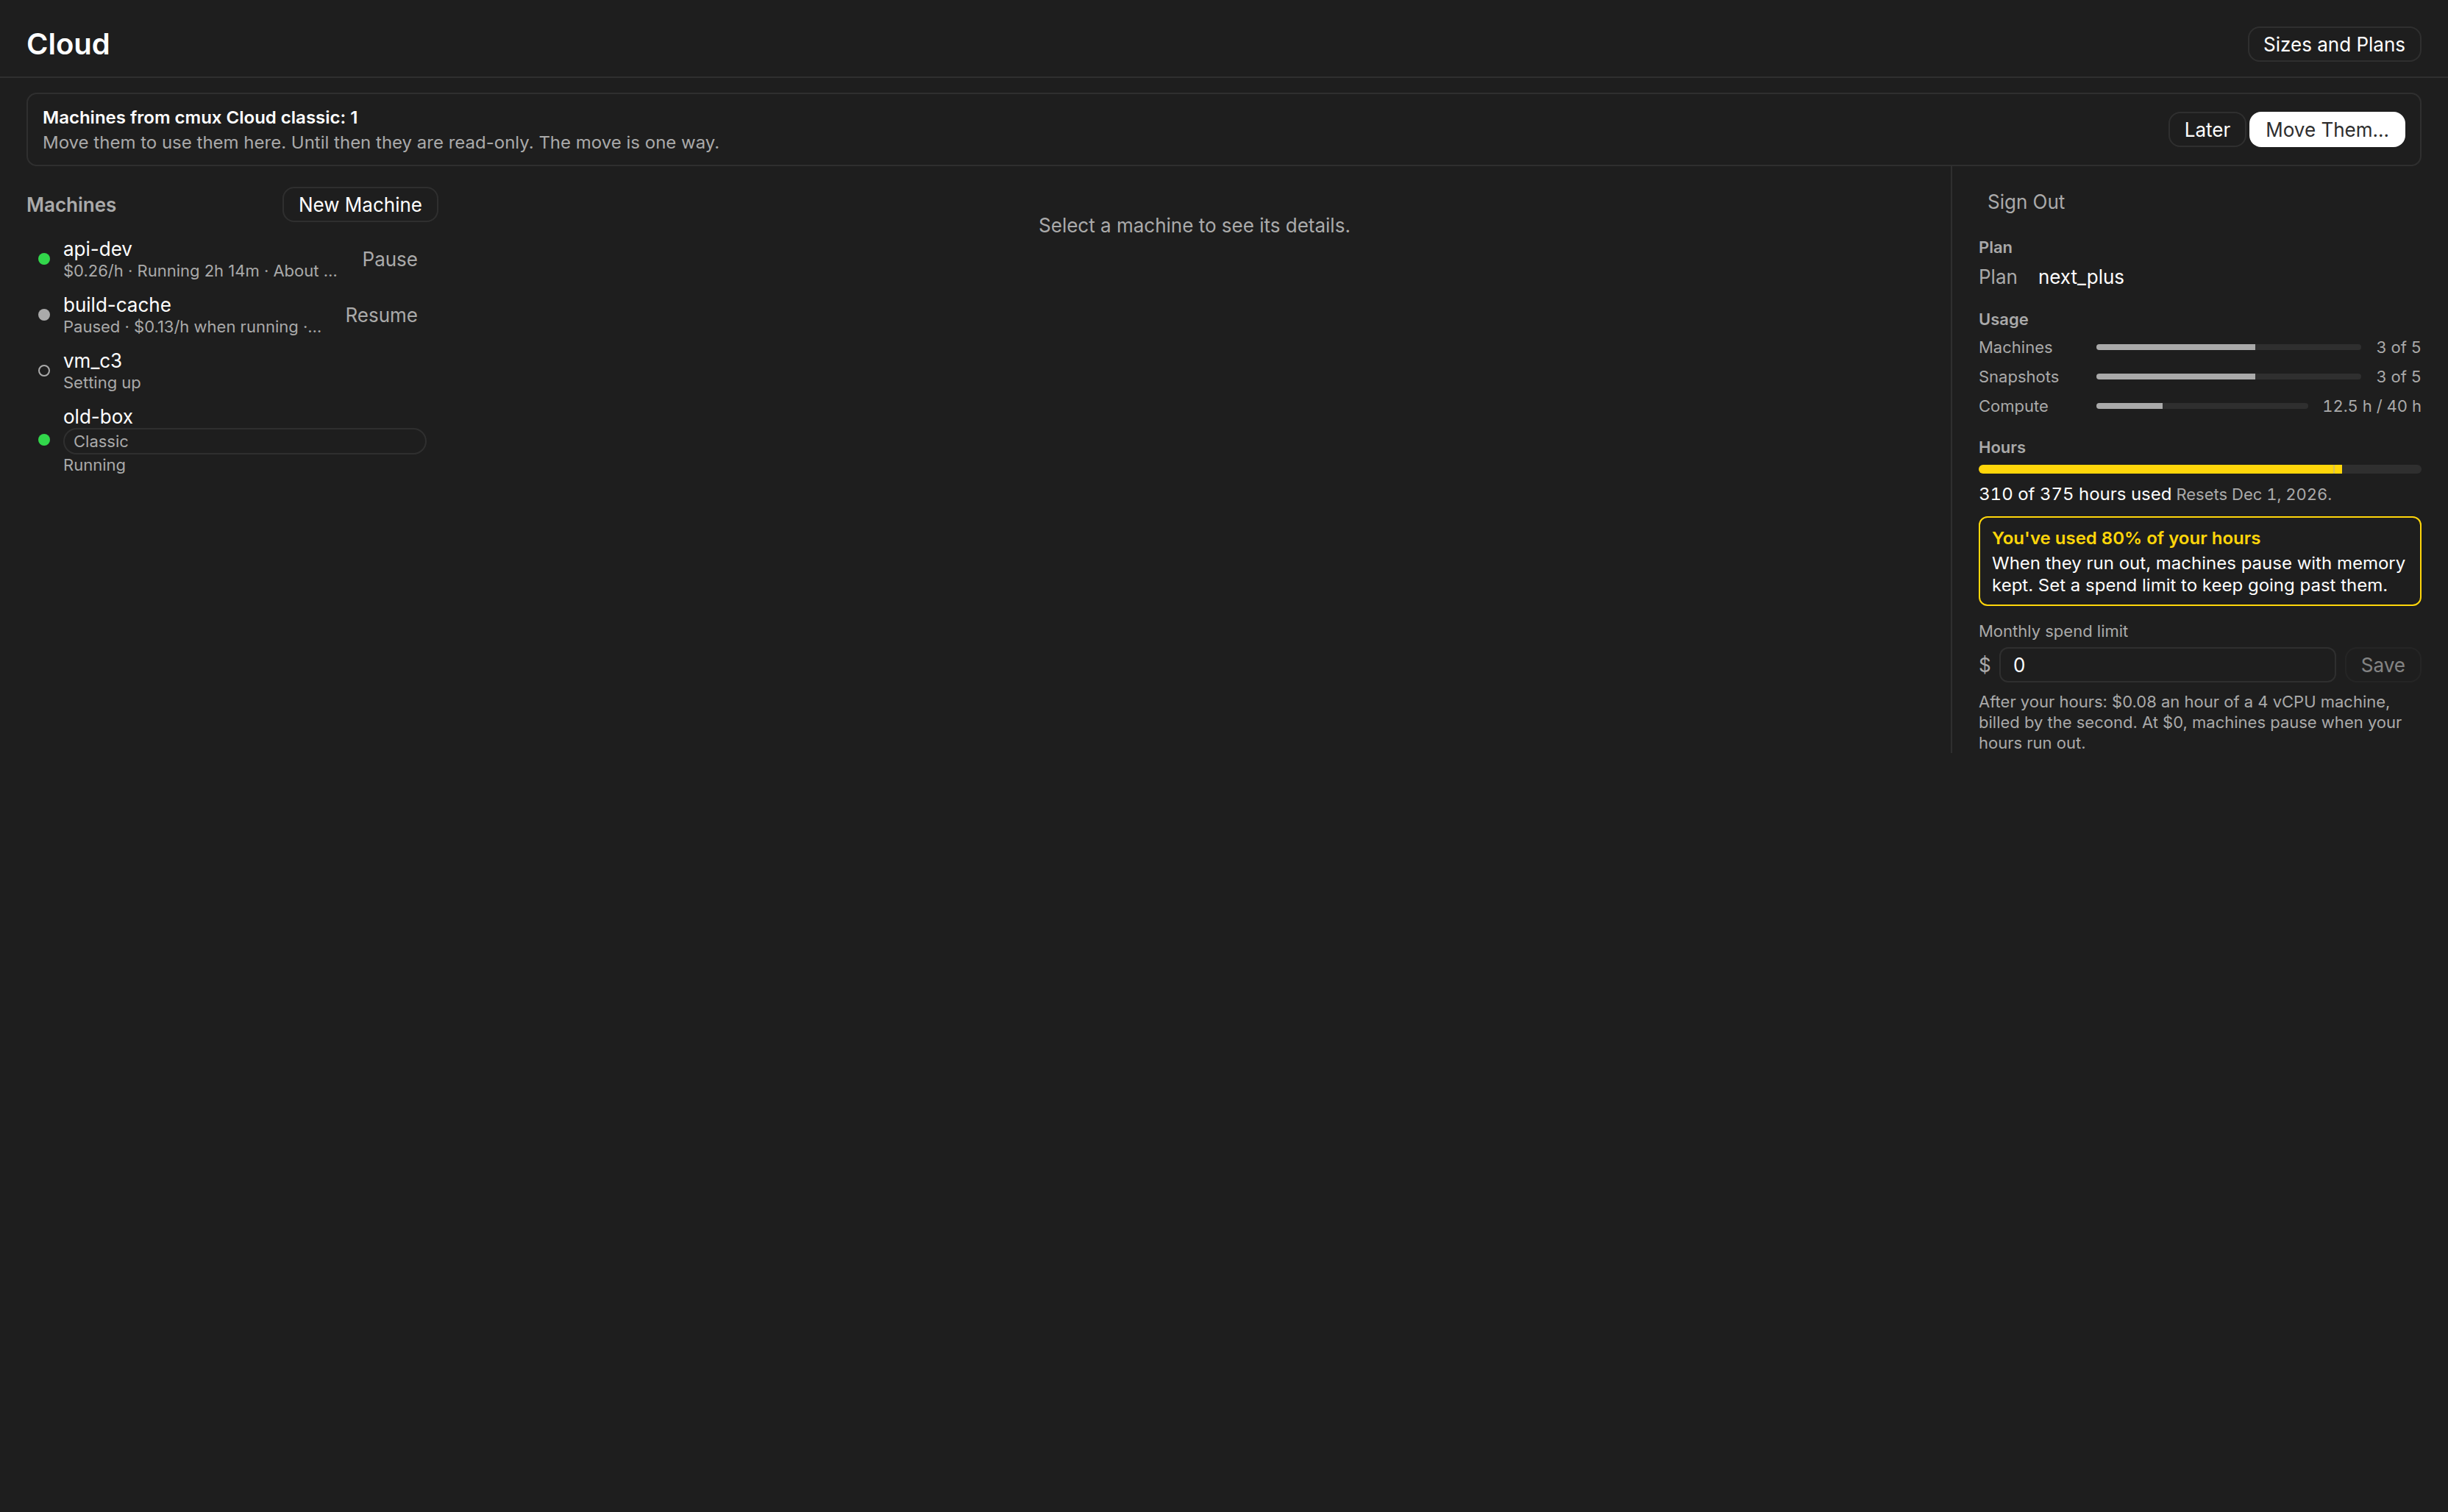 Cloud
Sizes and Plans
Machines from cmux Cloud classic: 1
Move them to use them here. Until then they are read-only. The move is one way.
Later
Move Them...
Machines
New Machine
api-dev
$0.26/h · Running 2h 14m · About ...
Pause
build-cache
Paused · $0.13/h when running ·...
Resume
vm_c3
Setting up
old-box
Classic
Running
Select a machine to see its details.
Sign Out
Plan
Plan next_plus
Usage
Machines 3 of 5
Snapshots 3 of 5
Compute 12.5 h / 40 h
Hours
310 of 375 hours used Resets Dec 1, 2026.
You've used 80% of your hours
When they run out, machines pause with memory
kept. Set a spend limit to keep going past them.
Monthly spend limit
$ 0 Save
After your hours: $0.08 an hour of a 4 vCPU machine,
billed by the second. At $0, machines pause when your
hours run out.